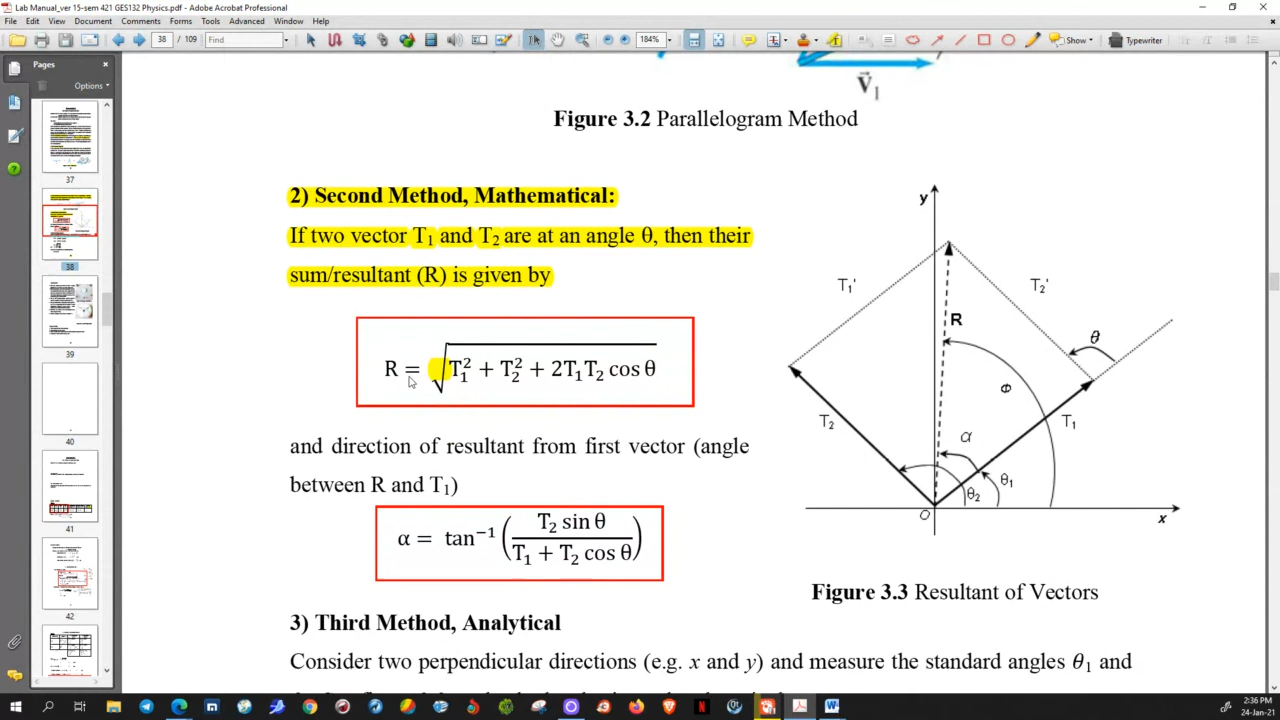 Lab Manual_ver 15-sem 421 GES132 Physics.pdf - Adobe Acrobat Professional
File Edit View Document Comments Forms Tools Advanced Window Help
38 / 109 Find 184% Show Typewriter
Pages
Options
37
38
39
40
41
42
V⃗₁
Figure 3.2 Parallelogram Method
2) Second Method, Mathematical:
If two vector T₁ and T₂ are at an angle θ, then their
sum/resultant (R) is given by
R = √(T₁² + T₂² + 2T₁T₂ cos θ)
and direction of resultant from first vector (angle
between R and T₁)
α = tan⁻¹ (T₂ sin θ / (T₁ + T₂ cos θ))
y
T₁'
T₂'
R
θ
Φ
T₂
T₁
α
θ₁
θ₂
O
x
Figure 3.3 Resultant of Vectors
3) Third Method, Analytical
Consider two perpendicular directions (e.g. x and y) and measure the standard angles θ₁ and
2:36 PM
24-Jan-21